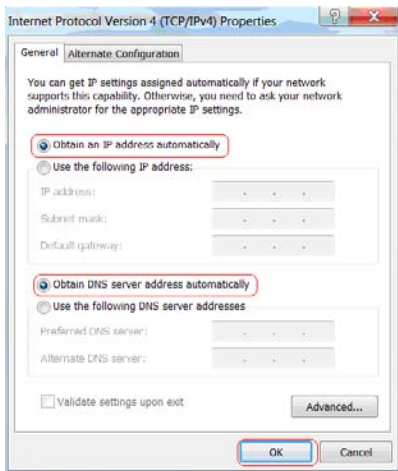 Internet Protocol Version 4 (TCP/IPv4) Properties
General
Alternate Configuration
You can get IP settings assigned automatically if your network
supports this capability. Otherwise, you need to ask your network
administrator for the appropriate IP settings.
Obtain an IP address automatically
Use the following IP address:
IP address:
Subnet mask:
Default gateway:
Obtain DNS server address automatically
Use the following DNS server addresses
Preferred DNS server:
Alternate DNS server:
Validate settings upon exit
Advanced...
OK
Cancel